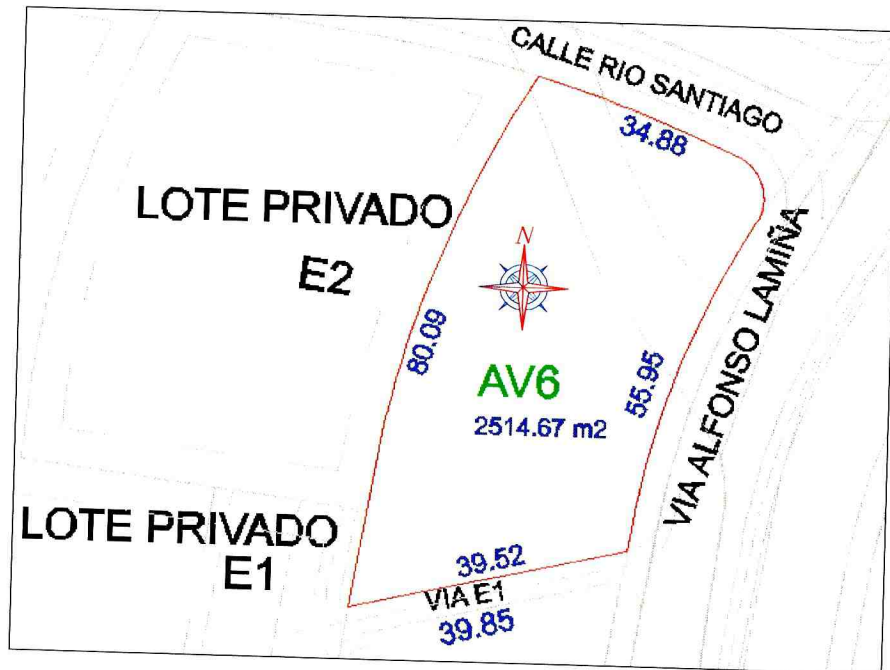 CALLE RIO SANTIAGO
34.88
LOTE PRIVADO
E2
N
VIA ALFONSO LAMIÑA
80.09
55.95
AV6
2514.67 m2
LOTE PRIVADO
E1
39.52
VIA E1
39.85